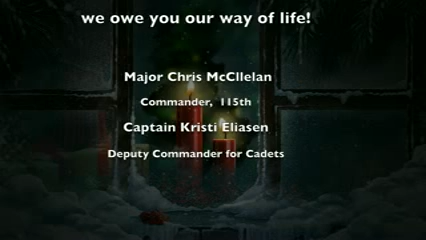 we owe you our way of life!
Major Chris McCllelan
Commander, 115th
Captain Kristi Eliasen
Deputy Commander for Cadets